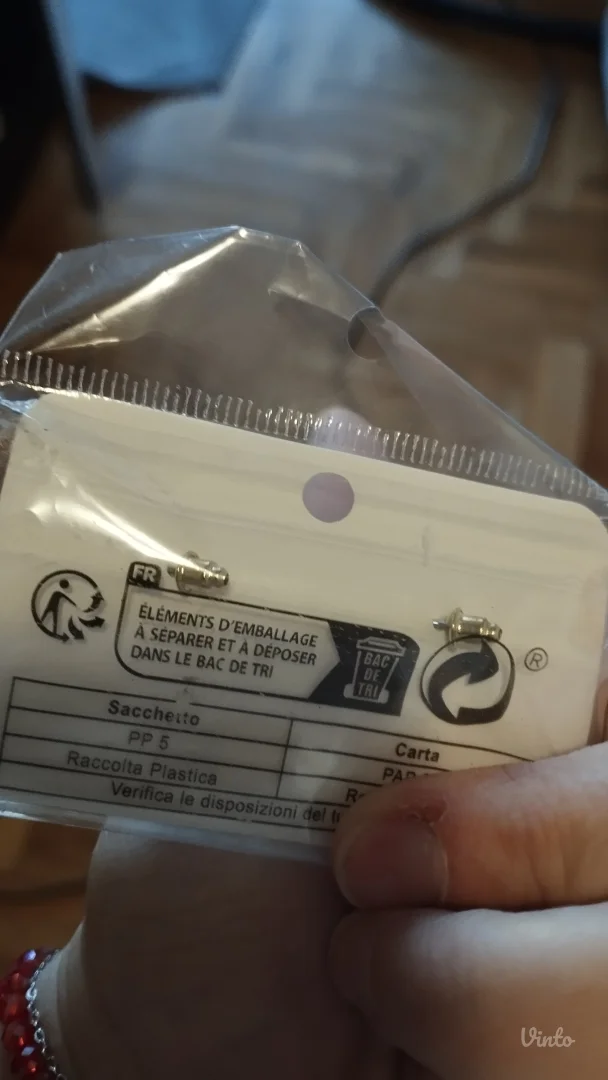 FR
ÉLÉMENTS D'EMBALLAGE
À SÉPARER ET À DÉPOSER
DANS LE BAC DE TRI
BAC
DE
TRI
®
Sacchetto
Carta
PP 5
PAP
Raccolta Plastica
Verifica le disposizioni del
Vinto